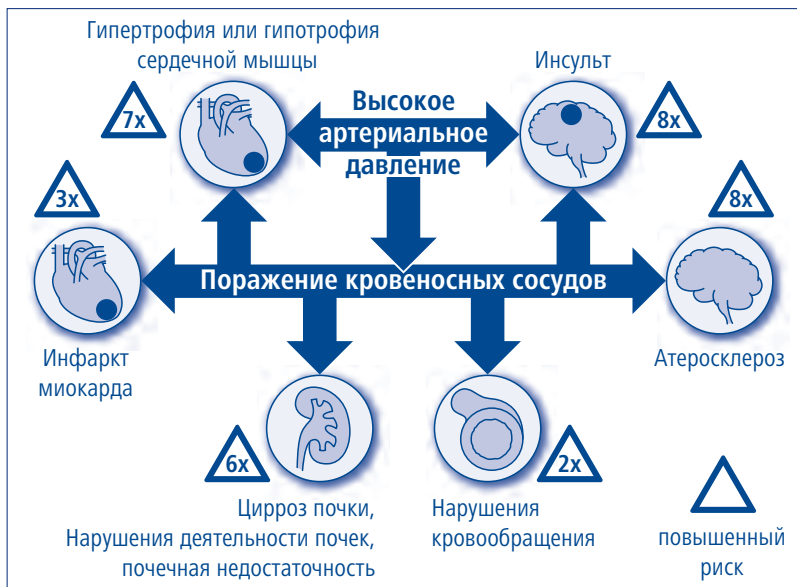 Гипертрофия или гипотрофия
сердечной мышцы
Инсульт
7x
Высокое
артериальное
давление
8x
3x
8x
Поражение кровеносных сосудов
Инфаркт
миокарда
Атеросклероз
6x
2x
Цирроз почки,
Нарушения деятельности почек,
почечная недостаточность
Нарушения
кровообращения
повышенный
риск